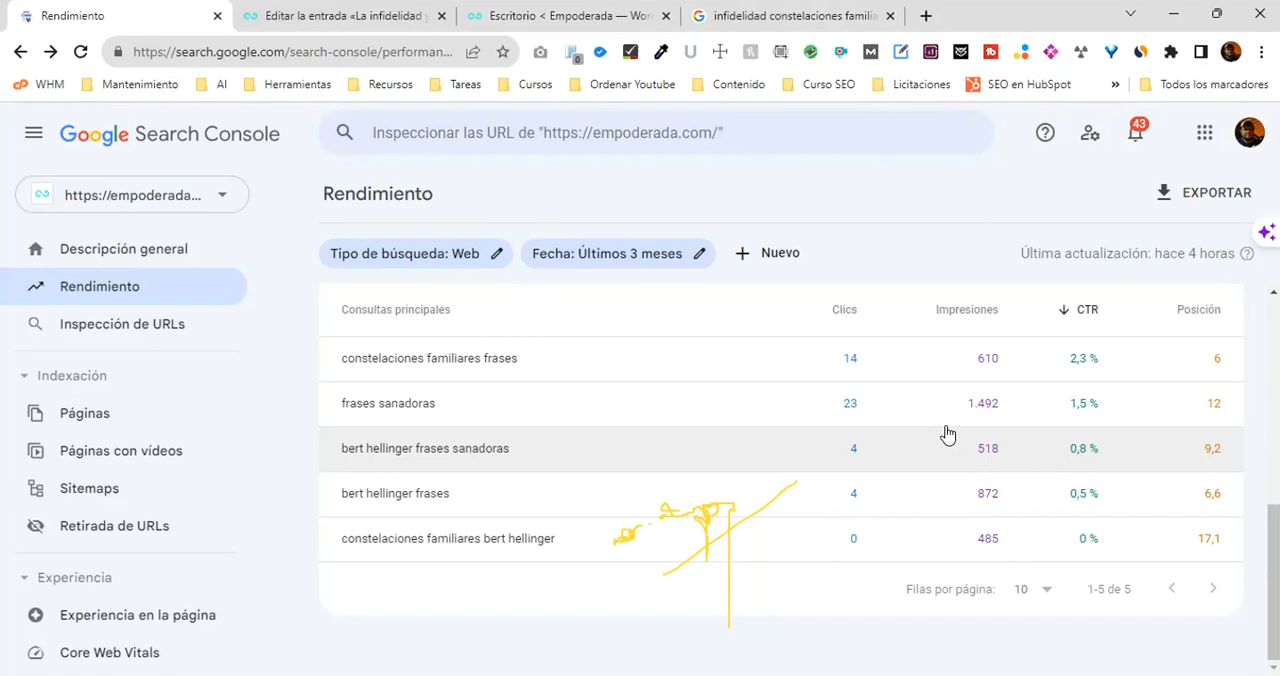 Rendimiento
Editar la entrada «La infidelidad y
Escritorio < Empoderada — Wor
infidelidad constelaciones familia
https://search.google.com/search-console/performan...
0
WHM
Mantenimiento
AI
Herramientas
Recursos
Tareas
Cursos
Ordenar Youtube
Contenido
Curso SEO
Licitaciones
SEO en HubSpot
»
Todos los marcadores
Google Search Console
Inspeccionar las URL de "https://empoderada.com/"
43
https://empoderada...
Rendimiento
EXPORTAR
Descripción general
Rendimiento
Inspección de URLs
Indexación
Páginas
Páginas con vídeos
Sitemaps
Retirada de URLs
Experiencia
Experiencia en la página
Core Web Vitals
Tipo de búsqueda: Web
Fecha: Últimos 3 meses
Nuevo
Última actualización: hace 4 horas
Consultas principales Clics Impresiones CTR Posición
constelaciones familiares frases 14 610 2,3 % 6
frases sanadoras 23 1.492 1,5 % 12
bert hellinger frases sanadoras 4 518 0,8 % 9,2
bert hellinger frases 4 872 0,5 % 6,6
constelaciones familiares bert hellinger 0 485 0 % 17,1
Filas por página: 10 1-5 de 5